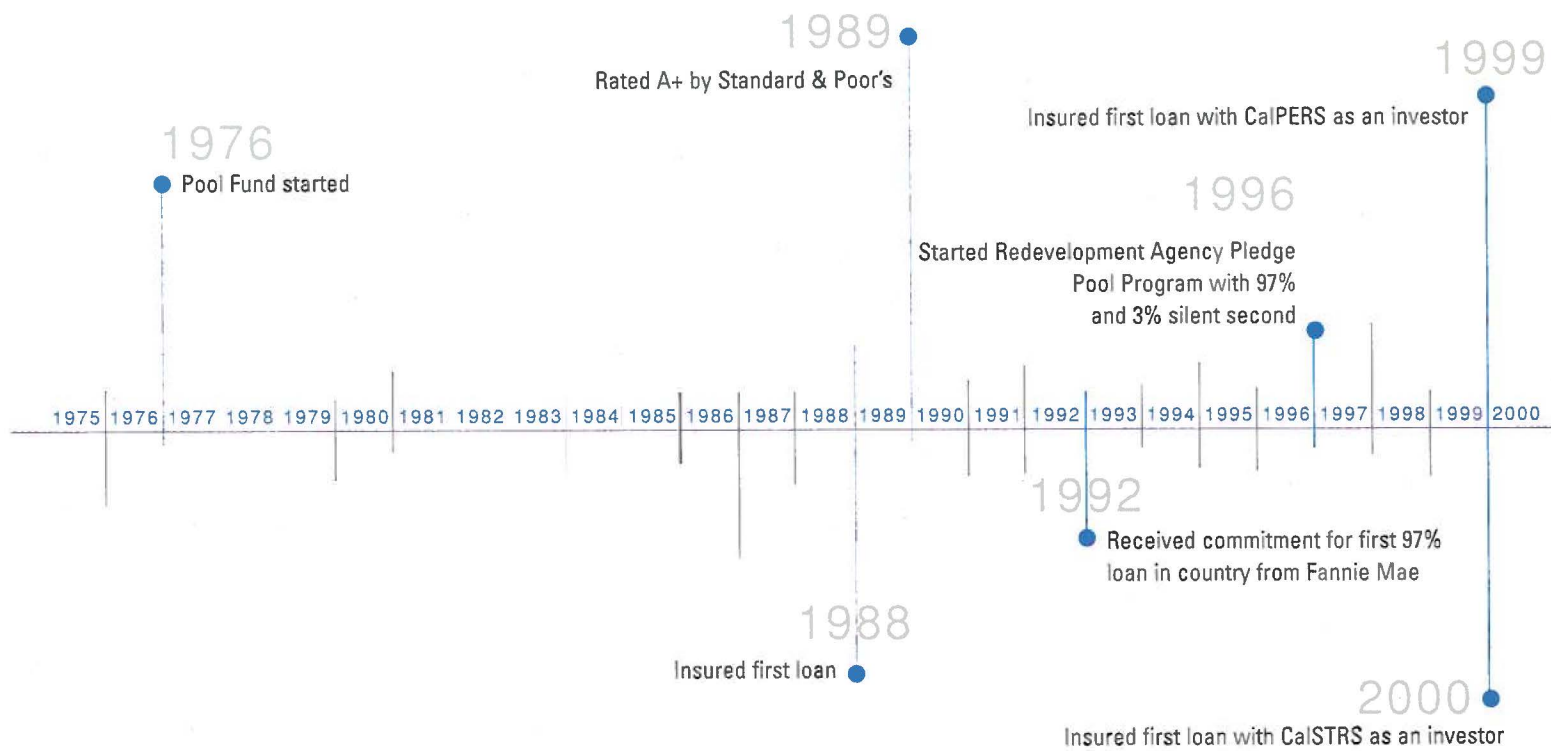 1989
Rated A+ by Standard & Poor's
1999
Insured first loan with CalPERS as an investor
1976
Pool Fund started
1996
Started Redevelopment Agency Pledge
Pool Program with 97%
and 3% silent second
1975 1976 1977 1978 1979 1980 1981 1982 1983 1984 1985 1986 1987 1988 1989 1990 1991 1992 1993 1994 1995 1996 1997 1998 1999 2000
1992
Received commitment for first 97%
loan in country from Fannie Mae
1988
Insured first loan
2000
Insured first loan with CalSTRS as an investor